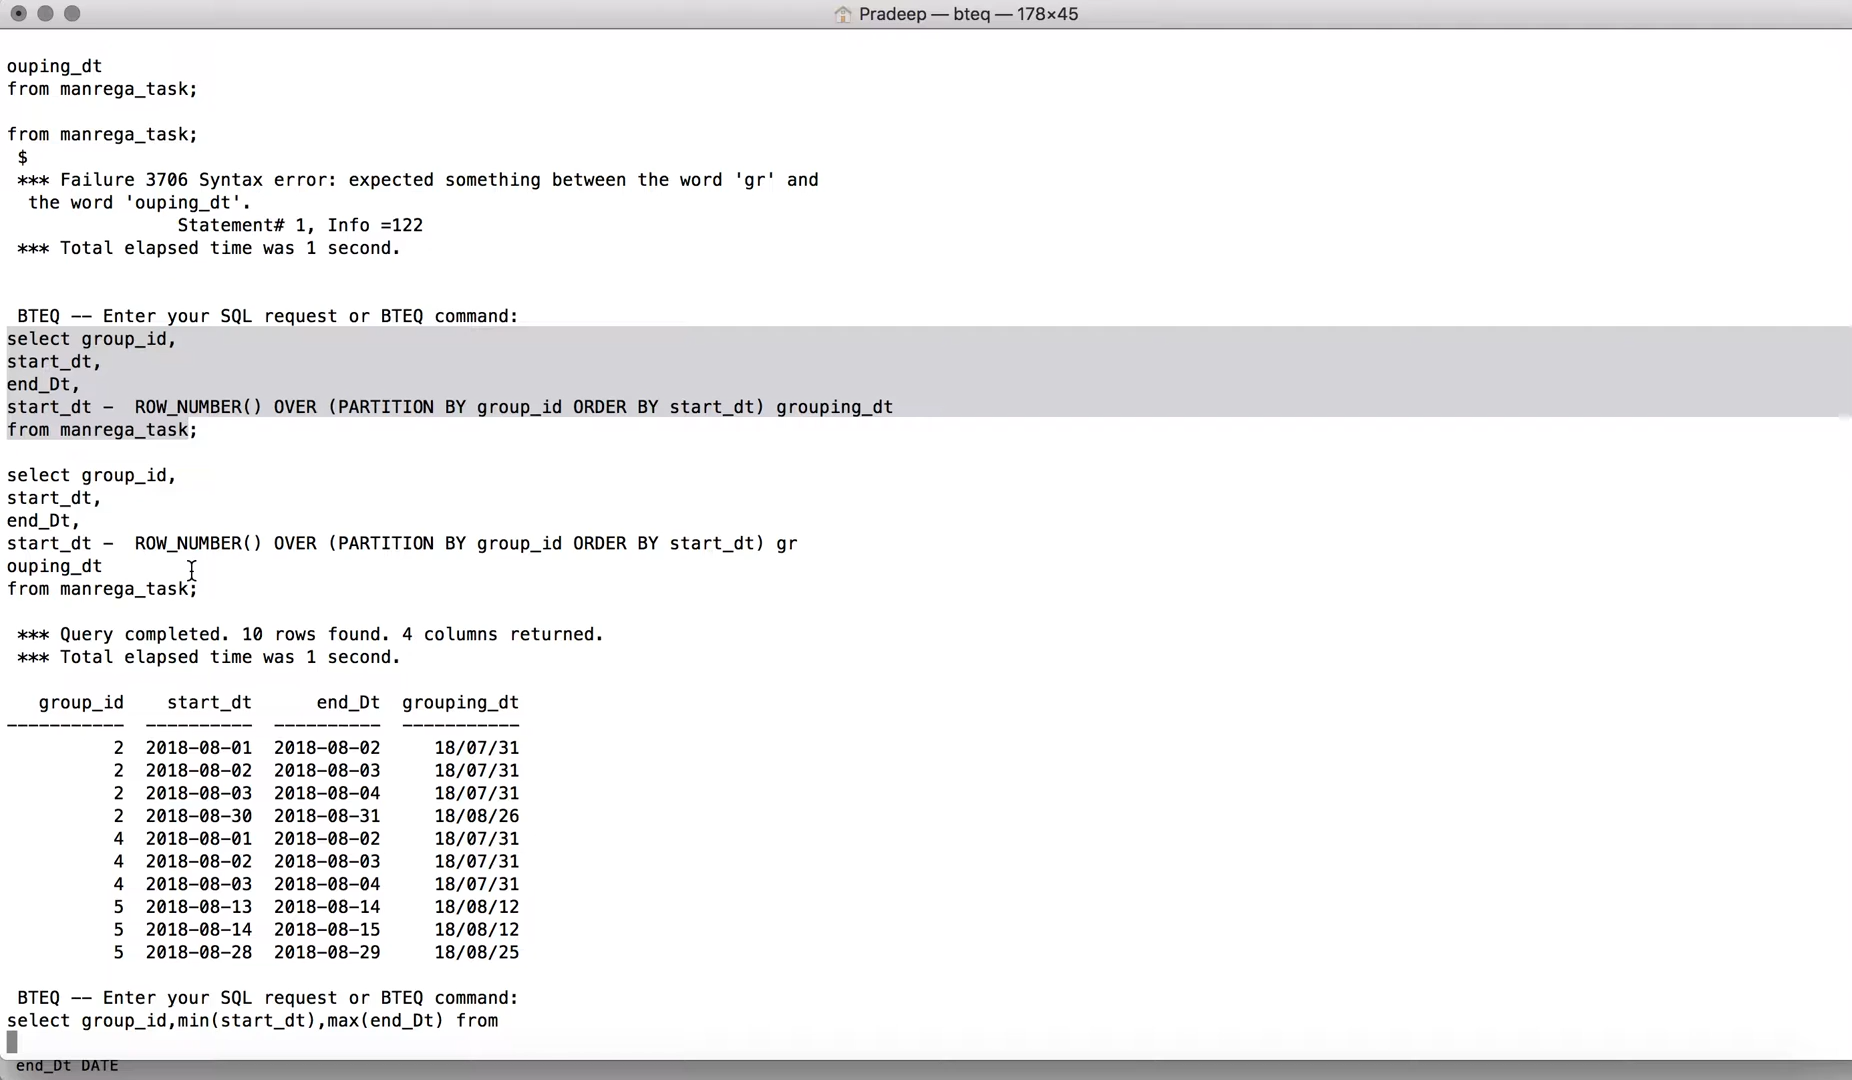 Pradeep — bteq — 178×45
ouping_dt
from manrega_task;
from manrega_task;
$
*** Failure 3706 Syntax error: expected something between the word 'gr' and
the word 'ouping_dt'.
Statement# 1, Info =122
*** Total elapsed time was 1 second.
BTEQ -- Enter your SQL request or BTEQ command:
select group_id,
start_dt,
end_Dt,
start_dt -  ROW_NUMBER() OVER (PARTITION BY group_id ORDER BY start_dt) grouping_dt
from manrega_task;
select group_id,
start_dt,
end_Dt,
start_dt -  ROW_NUMBER() OVER (PARTITION BY group_id ORDER BY start_dt) gr
ouping_dt
from manrega_task;
*** Query completed. 10 rows found. 4 columns returned.
*** Total elapsed time was 1 second.
group_id    start_dt      end_Dt  grouping_dt
-----------  ----------  ----------  -----------
2  2018-08-01  2018-08-02     18/07/31
2  2018-08-02  2018-08-03     18/07/31
2  2018-08-03  2018-08-04     18/07/31
2  2018-08-30  2018-08-31     18/08/26
4  2018-08-01  2018-08-02     18/07/31
4  2018-08-02  2018-08-03     18/07/31
4  2018-08-03  2018-08-04     18/07/31
5  2018-08-13  2018-08-14     18/08/12
5  2018-08-14  2018-08-15     18/08/12
5  2018-08-28  2018-08-29     18/08/25
BTEQ -- Enter your SQL request or BTEQ command:
select group_id,min(start_dt),max(end_Dt) from
end_Dt DATE